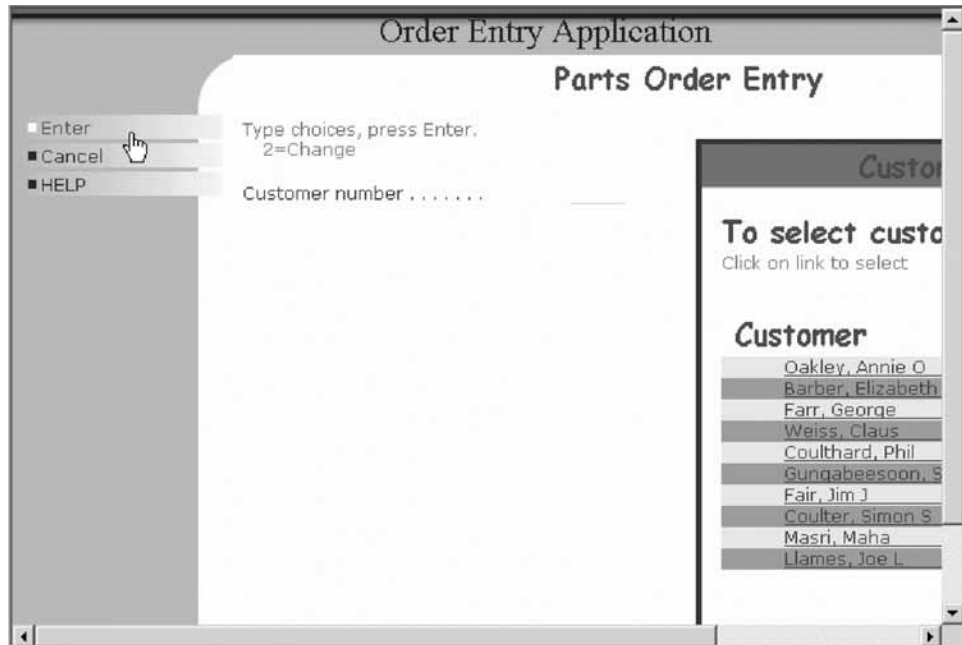 Order Entry Application
Parts Order Entry
Enter
Cancel
HELP
Type choices, press Enter.
2=Change
Customer number . . . . . . .
Custo
To select custo
Click on link to select
Customer
Oakley, Annie O
Barber, Elizabeth
Farr, George
Weiss, Claus
Coulthard, Phil
Gungabeesoon, S
Fair, Jim J
Coulter, Simon S
Masri, Maha
Llames, Joe L